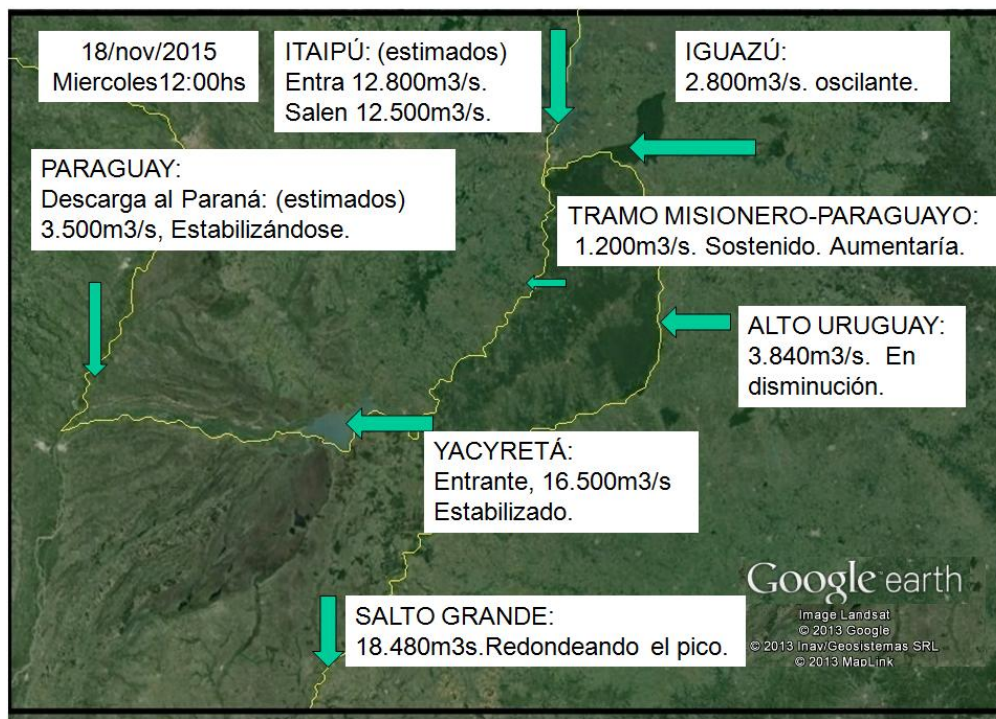 18/nov/2015
Miercoles12:00hs
ITAIPÚ: (estimados)
Entra 12.800m3/s.
Salen 12.500m3/s.
IGUAZÚ:
2.800m3/s. oscilante.
PARAGUAY:
Descarga al Paraná: (estimados)
3.500m3/s, Estabilizándose.
TRAMO MISIONERO-PARAGUAYO:
1.200m3/s. Sostenido. Aumentaría.
ALTO URUGUAY:
3.840m3/s. En
disminución.
YACYRETÁ:
Entrante, 16.500m3/s
Estabilizado.
SALTO GRANDE:
18.480m3s.Redondeando el pico.
Google earth
Image Landsat
© 2013 Google
© 2013 Inav/Geosistemas SRL
© 2013 MapLink